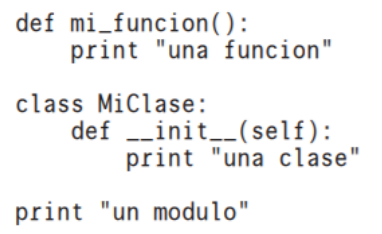 def mi_funcion():
    print "una funcion"

class MiClase:
    def __init__(self):
        print "una clase"

print "un modulo"